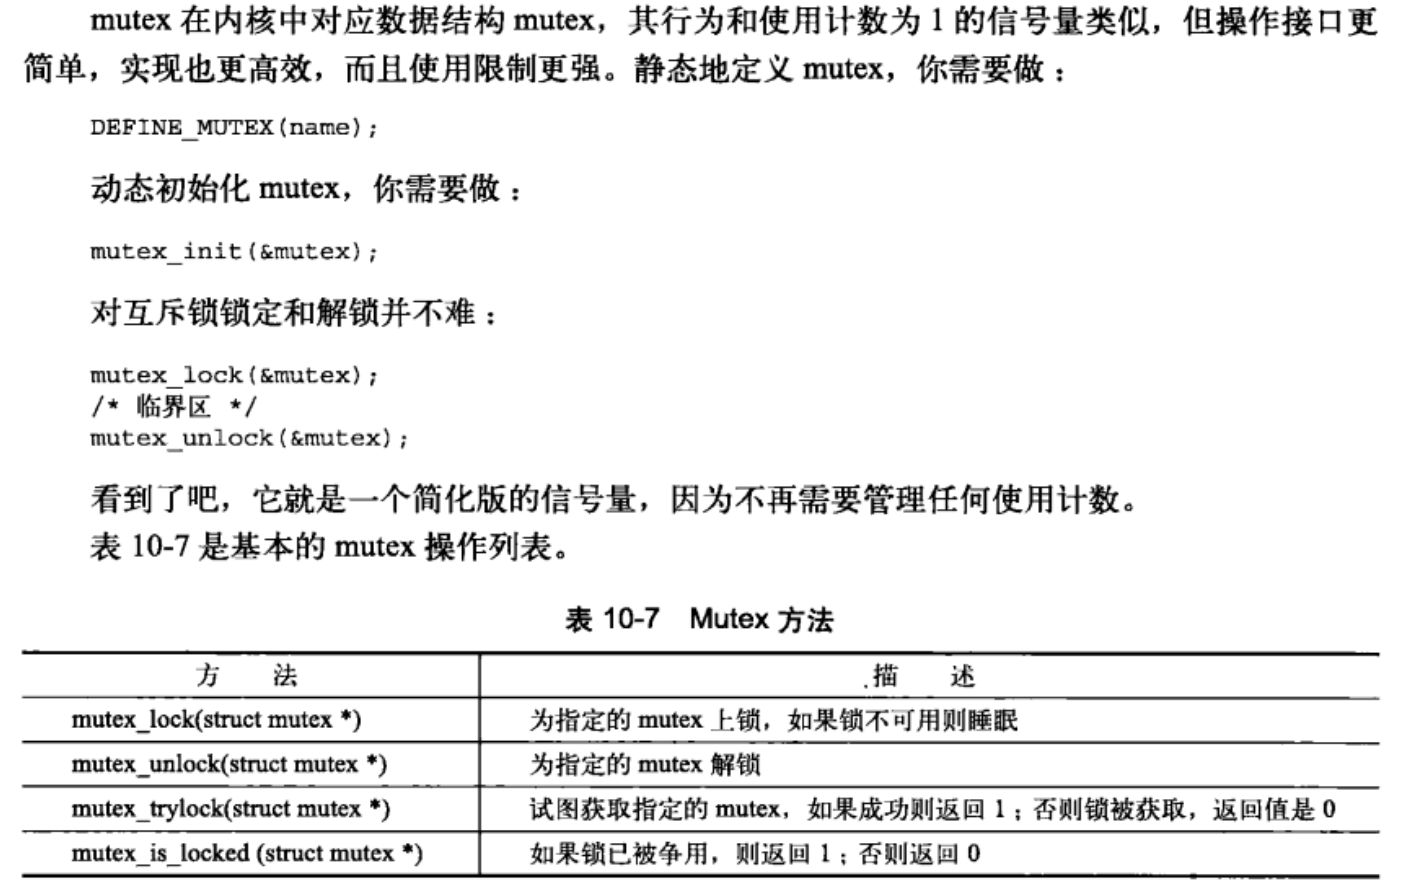 mutex 在内核中对应数据结构 mutex，其行为和使用计数为 1 的信号量类似，但操作接口更
简单，实现也更高效，而且使用限制更强。静态地定义 mutex，你需要做：
DEFINE_MUTEX(name);
动态初始化 mutex，你需要做：
mutex_init(&mutex);
对互斥锁锁定和解锁并不难：
mutex_lock(&mutex);
/* 临界区 */
mutex_unlock(&mutex);
看到了吧，它就是一个简化版的信号量，因为不再需要管理任何使用计数。
表 10-7 是基本的 mutex 操作列表。
表 10-7 Mutex 方法
方 法 描 述
mutex_lock(struct mutex *) 为指定的 mutex 上锁，如果锁不可用则睡眠
mutex_unlock(struct mutex *) 为指定的 mutex 解锁
mutex_trylock(struct mutex *) 试图获取指定的 mutex，如果成功则返回 1；否则锁被获取，返回值是 0
mutex_is_locked (struct mutex *) 如果锁已被争用，则返回 1；否则返回 0